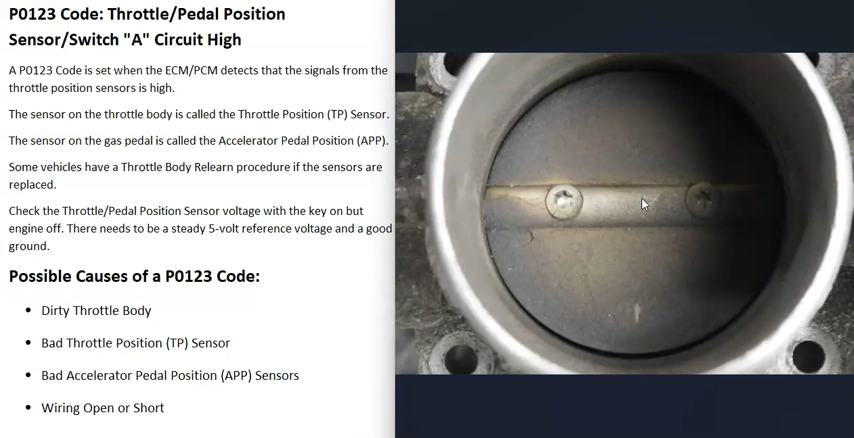 P0123 Code: Throttle/Pedal Position
Sensor/Switch "A" Circuit High
A P0123 Code is set when the ECM/PCM detects that the signals from the
throttle position sensors is high.
The sensor on the throttle body is called the Throttle Position (TP) Sensor.
The sensor on the gas pedal is called the Accelerator Pedal Position (APP).
Some vehicles have a Throttle Body Relearn procedure if the sensors are
replaced.
Check the Throttle/Pedal Position Sensor voltage with the key on but
engine off. There needs to be a steady 5-volt reference voltage and a good
ground.
Possible Causes of a P0123 Code:
• Dirty Throttle Body
• Bad Throttle Position (TP) Sensor
• Bad Accelerator Pedal Position (APP) Sensors
• Wiring Open or Short